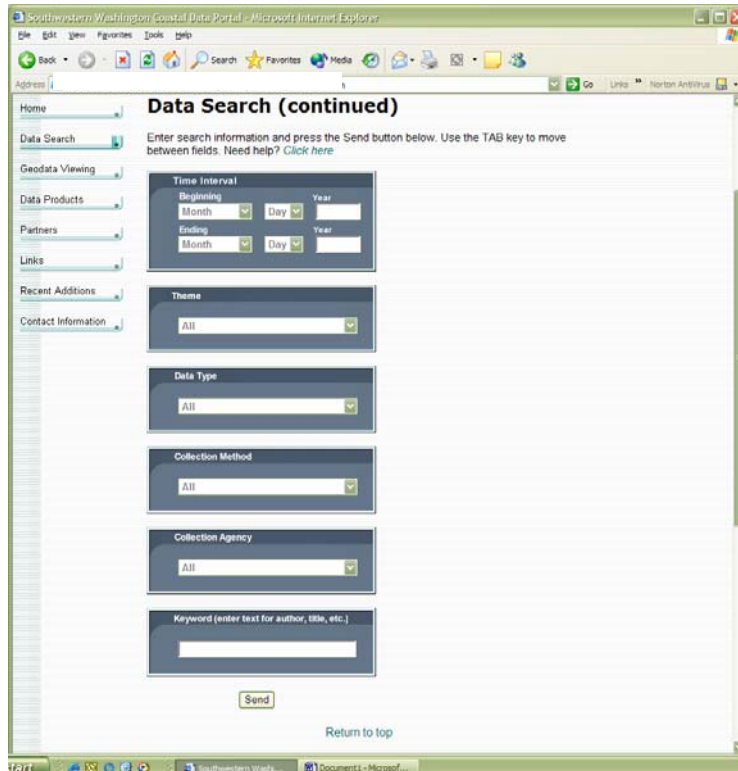 Southwestern Washington Coastal Data Portal - Microsoft Internet Explorer
File Edit View Favorites Tools Help
Back Search Favorites Media
Address Go Links » Norton AntiVirus
Home
Data Search
Geodata Viewing
Data Products
Partners
Links
Recent Additions
Contact Information
Data Search (continued)
Enter search information and press the Send button below. Use the TAB key to move
between fields. Need help? Click here
Time Interval
Beginning Year
Month Day
Ending Year
Month Day
Theme
All
Data Type
All
Collection Method
All
Collection Agency
All
Keyword (enter text for author, title, etc.)
Send
Return to top
start Southwestern Wash... Document1 - Microsof...